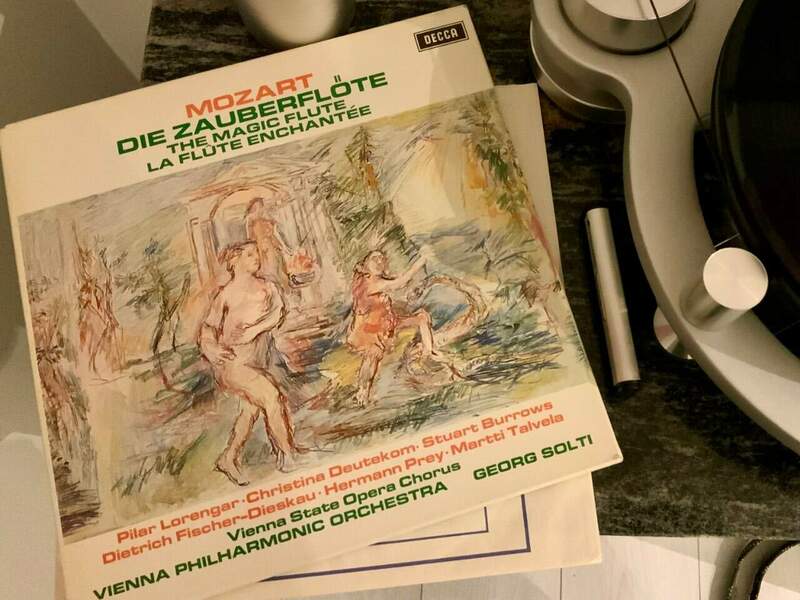 DECCA
MOZART
DIE ZAUBERFLÖTE
THE MAGIC FLUTE
LA FLÛTE ENCHANTÉE
Pilar Lorengar · Christina Deutekom · Stuart Burrows
Dietrich Fischer-Dieskau · Hermann Prey · Martti Talvela
Vienna State Opera Chorus
VIENNA PHILHARMONIC ORCHESTRA GEORG SOLTI